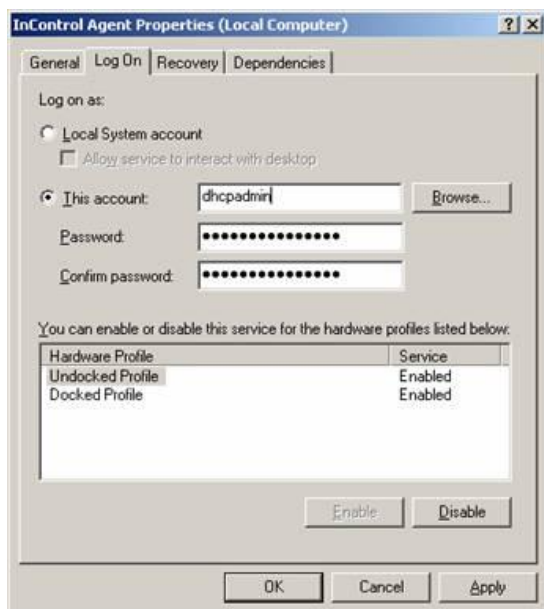 InControl Agent Properties (Local Computer)
General Log On Recovery Dependencies
Log on as:
Local System account
Allow service to interact with desktop
This account: dhcpadmin Browse...
Password: •••••••••••••••
Confirm password: •••••••••••••••
You can enable or disable this service for the hardware profiles listed below:
Hardware Profile Service
Undocked Profile Enabled
Docked Profile Enabled
Enable Disable
OK Cancel Apply